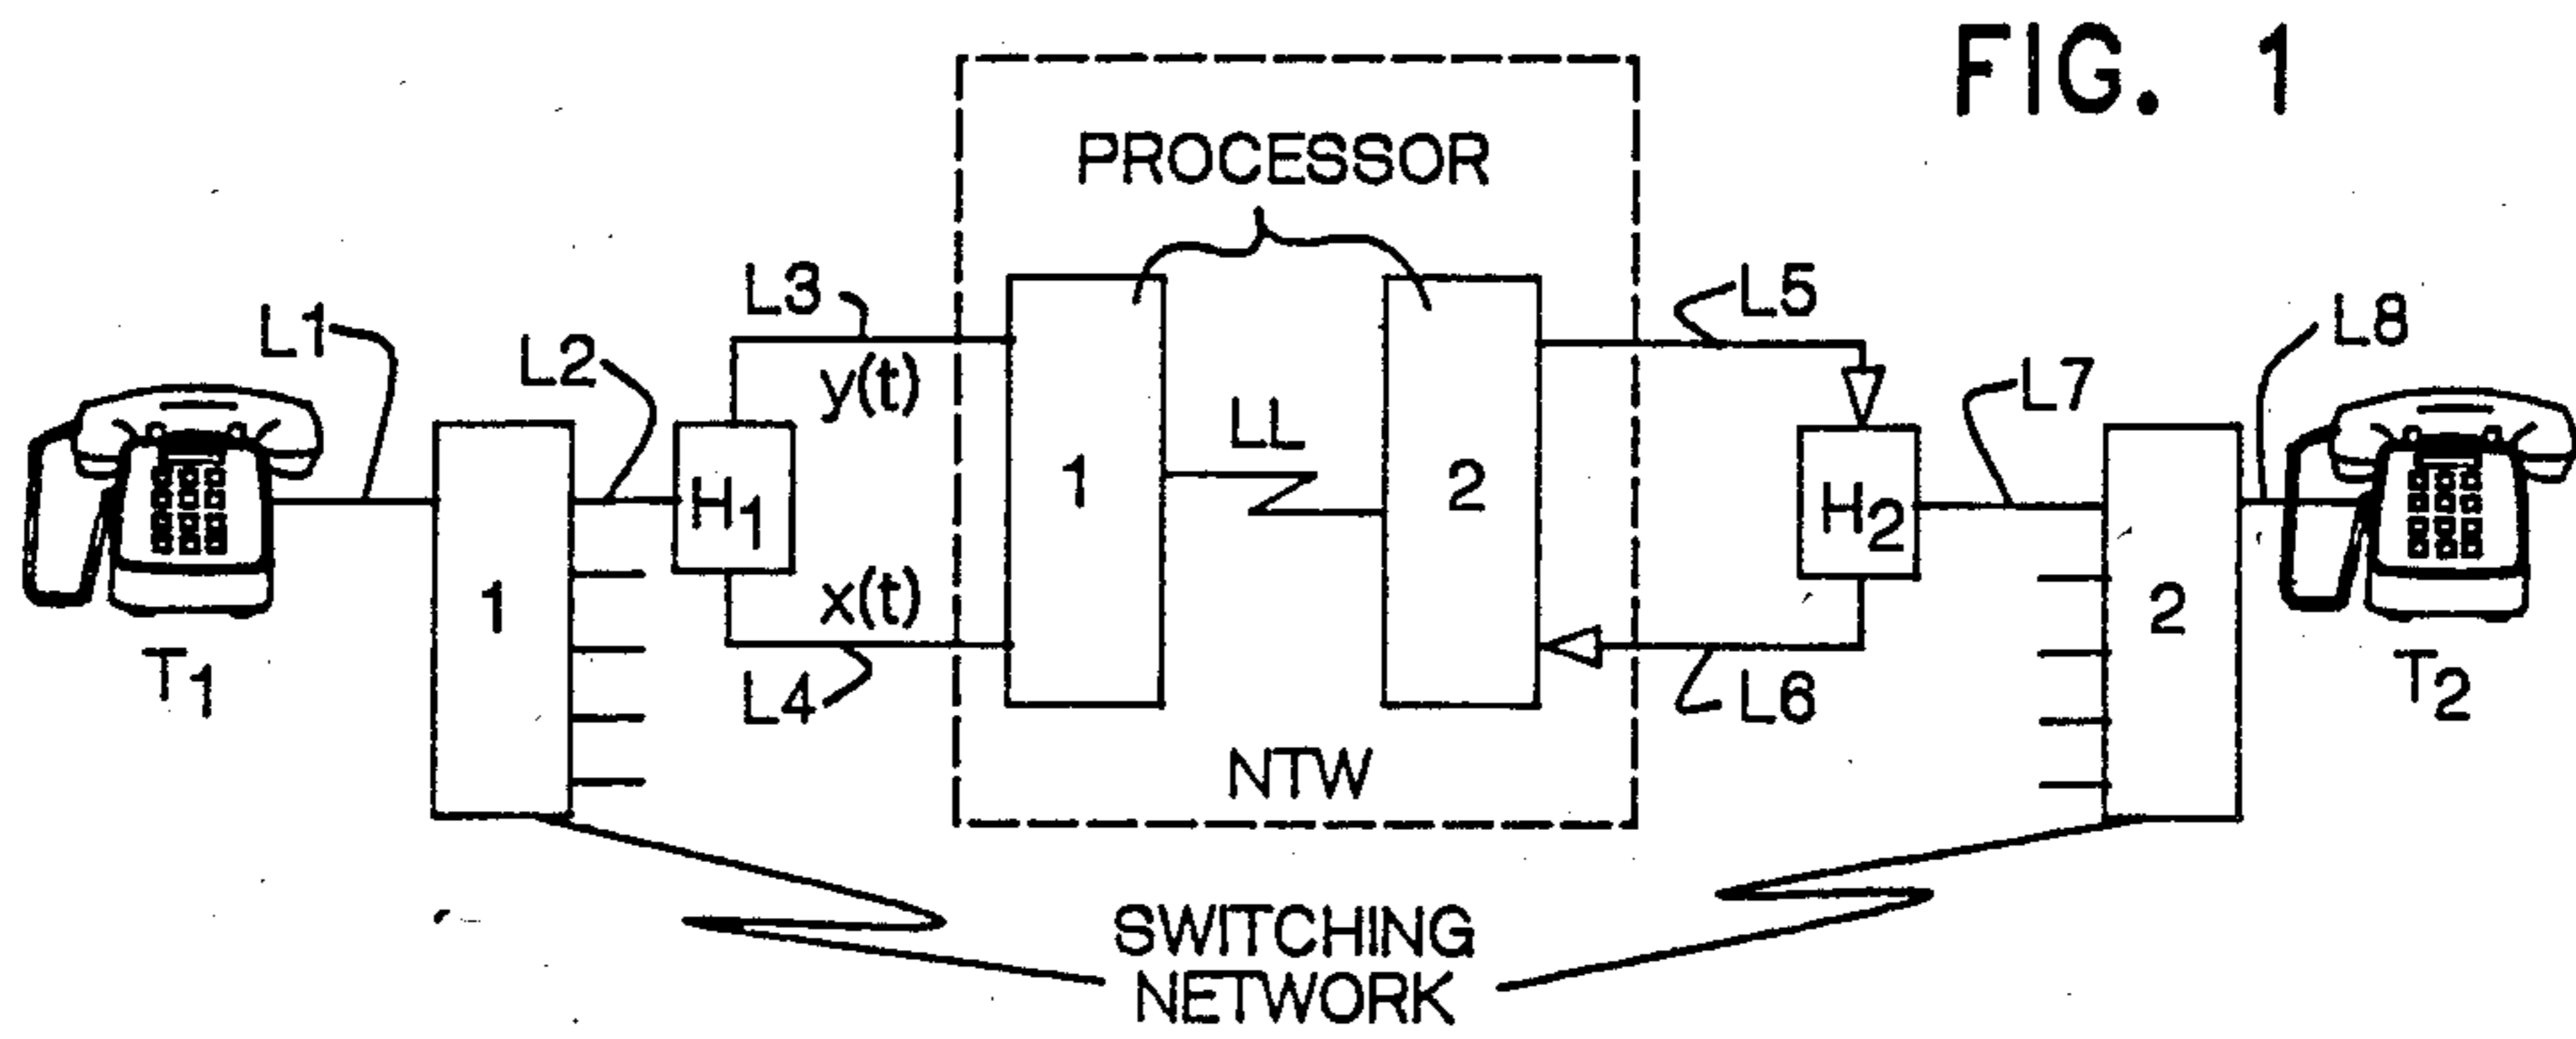 FIG. 1
PROCESSOR
L1
L2
L3
y(t)
L5
L7
L8
H1
1
LL
2
H2
1
x(t)
2
T1
L4
L6
T2
NTW
SWITCHING
NETWORK